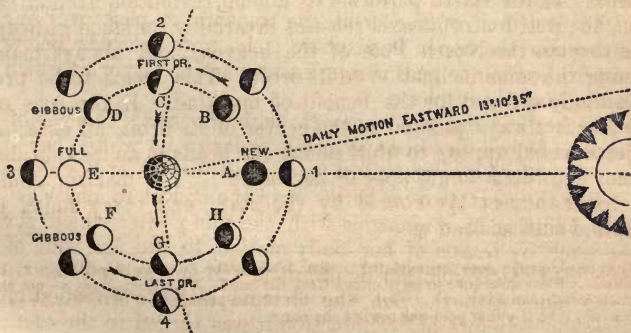 2
FIRST QR.
GIBBOUS
D
C
B
DAILY MOTION EASTWARD 13°10'35"
3
FULL
E
NEW
A
1
F
H
GIBBOUS
G
LAST QR.
4